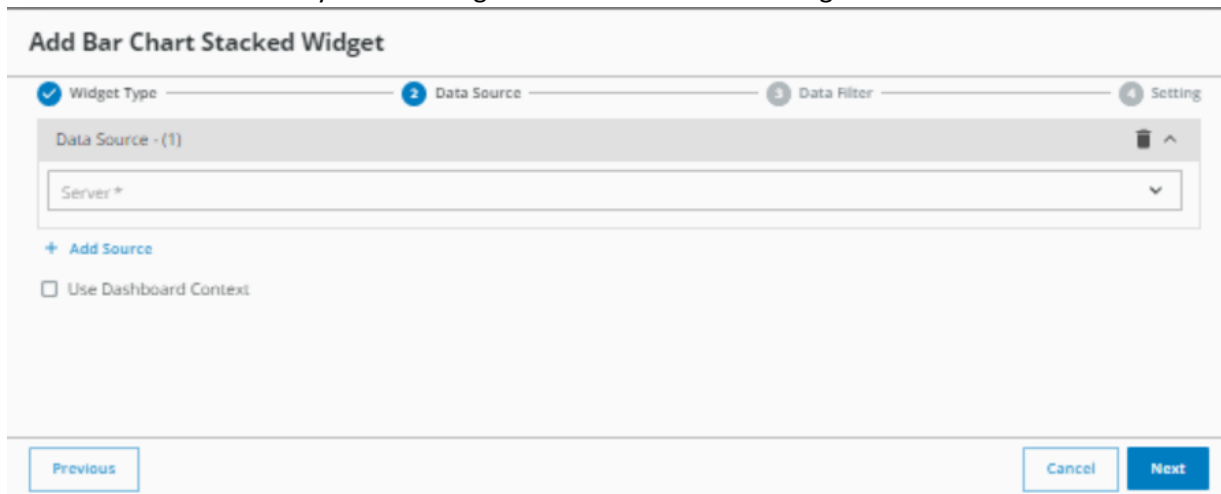 Add Bar Chart Stacked Widget
Widget Type 2 Data Source 3 Data Filter 4 Setting
Data Source - (1)
Server *
+ Add Source
Use Dashboard Context
Previous Cancel Next